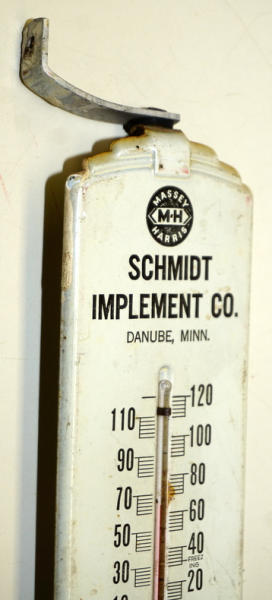 MASSEY
M-H
HARRIS
SCHMIDT
IMPLEMENT CO.
DANUBE, MINN.
120
110
100
90
80
70
60
50
40
FREEZ
ING
30
20
10